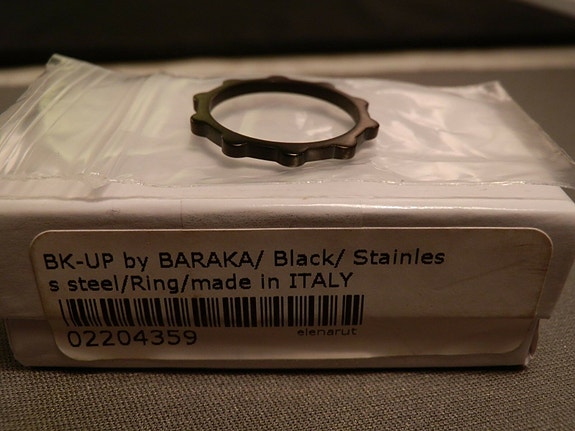 BK-UP by BARAKA/ Black/ Stainles
s steel/Ring/made in ITALY
02204359
elenarut